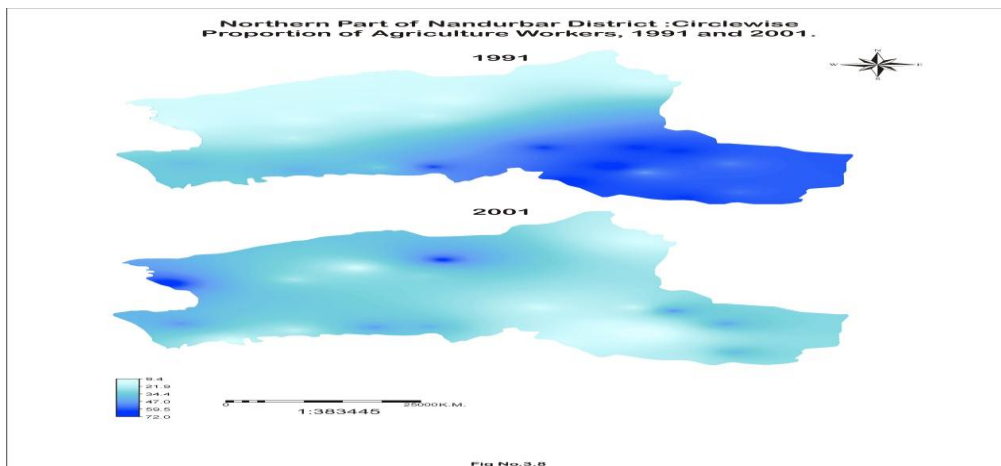 Northern Part of Nandurbar District :Circlewise
Proportion of Agriculture Workers, 1991 and 2001.
1991
N
W E
S
2001
9.4
21.9
34.4
47.0
59.5
72.0
0 25000K.M.
1:383445
Fig No.3.8